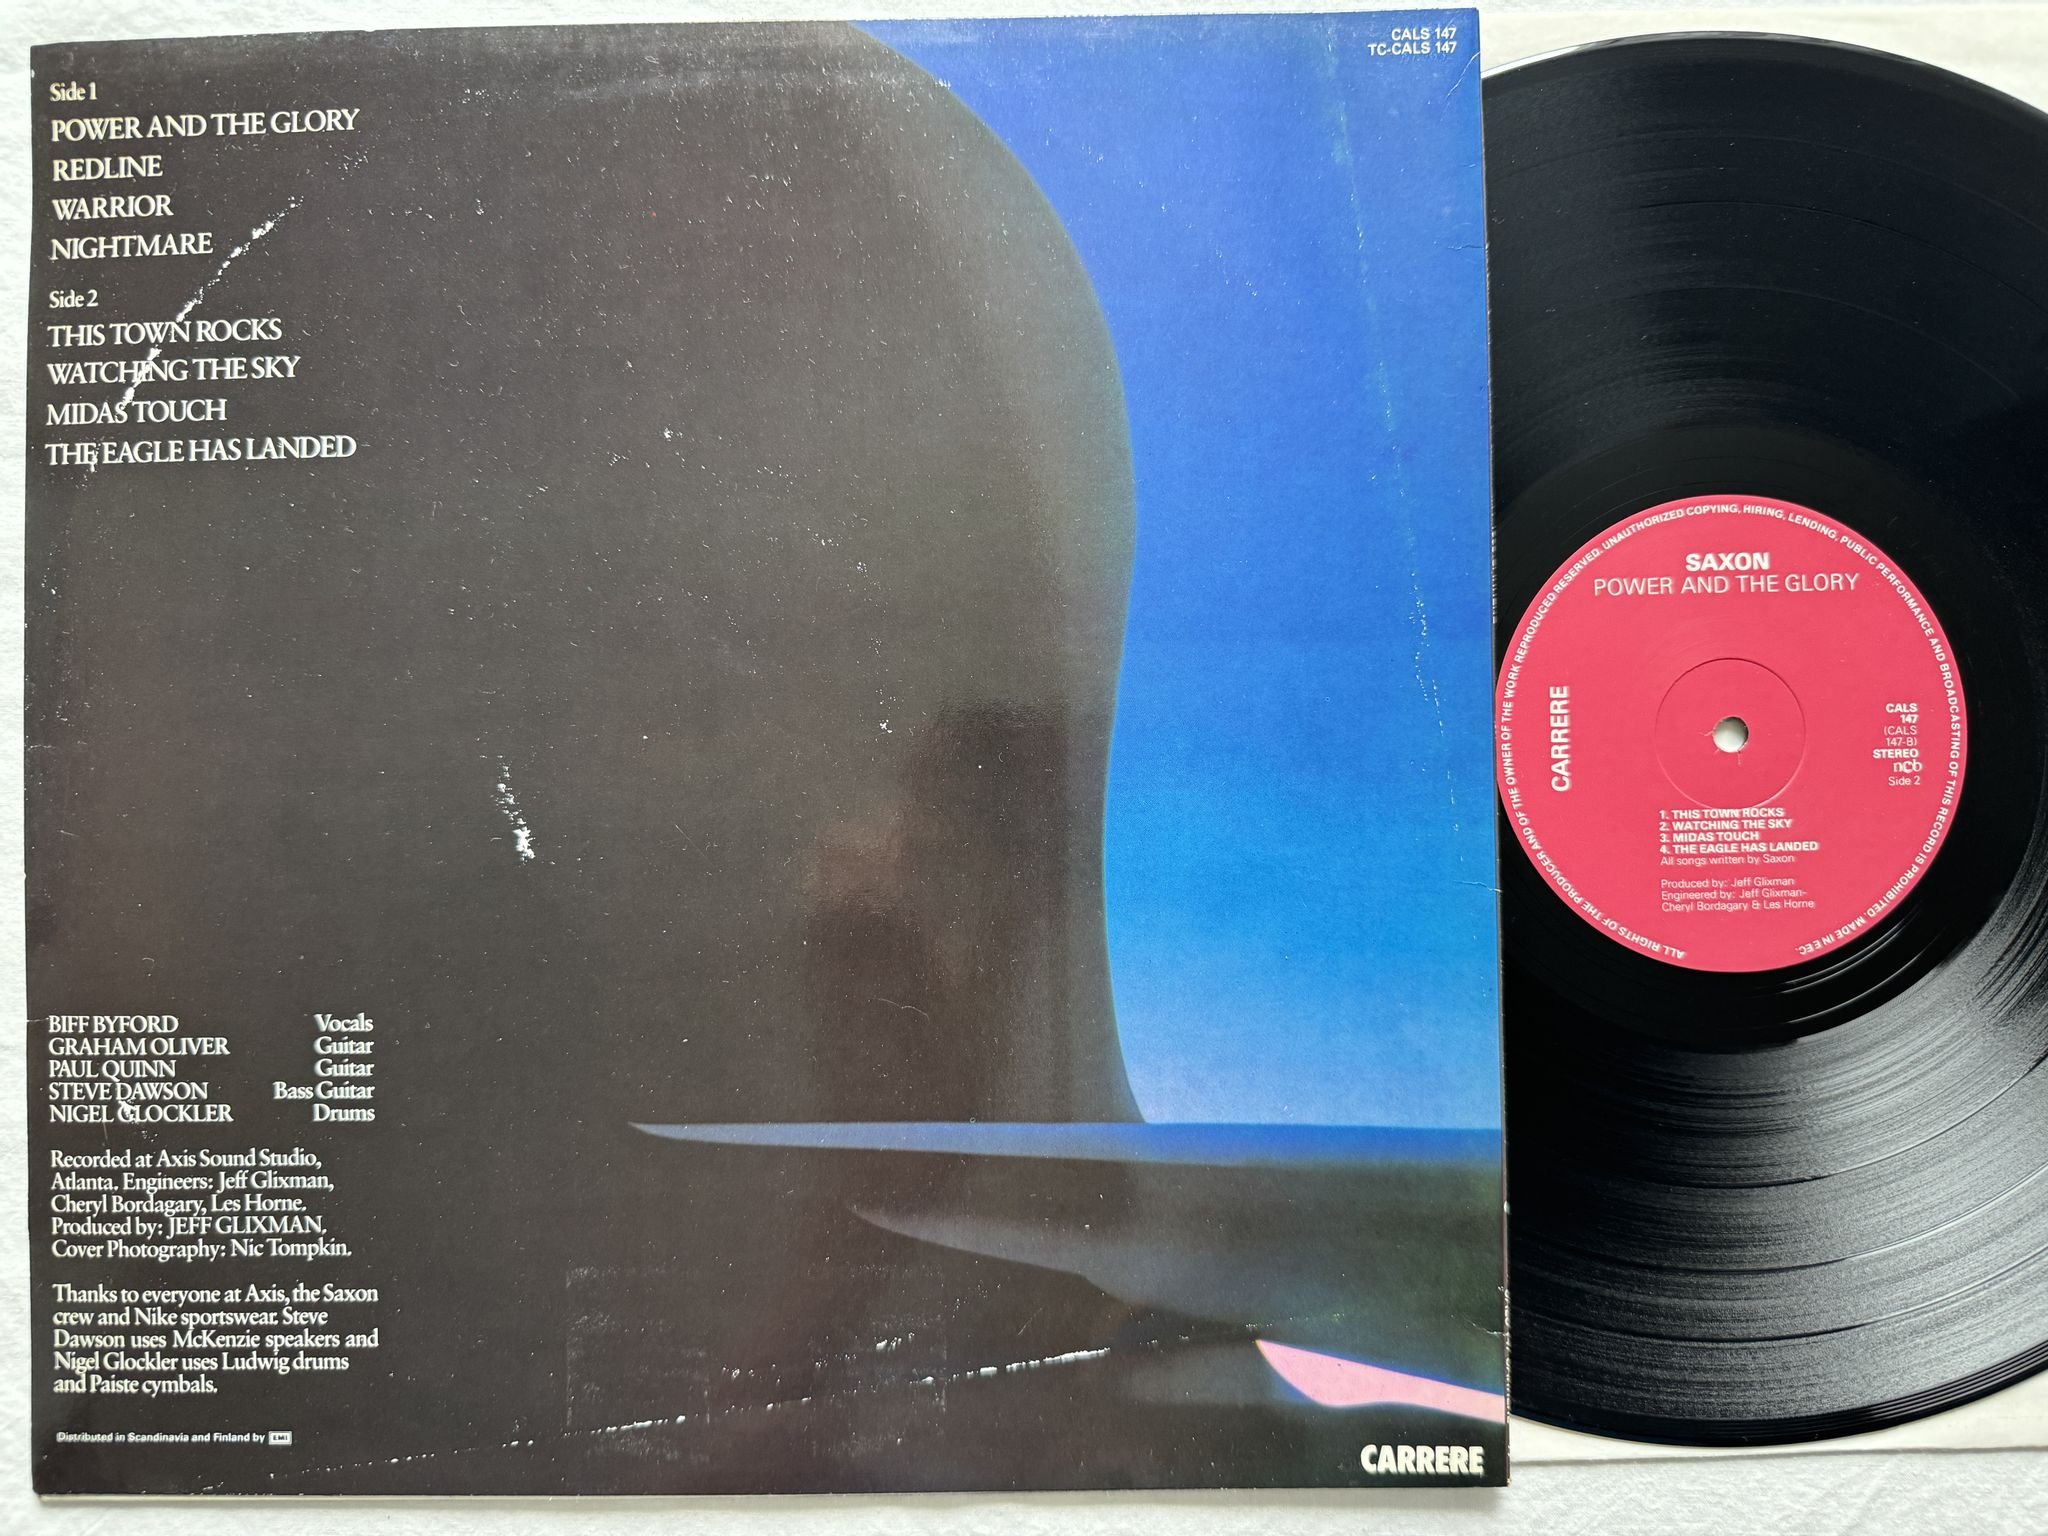 CALS 147
TC-CALS 147
Side 1
POWER AND THE GLORY
REDLINE
WARRIOR
NIGHTMARE
Side 2
THIS TOWN ROCKS
WATCHING THE SKY
MIDAS TOUCH
THE EAGLE HAS LANDED
BIFF BYFORD Vocals
GRAHAM OLIVER Guitar
PAUL QUINN Guitar
STEVE DAWSON Bass Guitar
NIGEL GLOCKLER Drums
Recorded at Axis Sound Studio,
Atlanta. Engineers: Jeff Glixman,
Cheryl Bordagary, Les Horne.
Produced by: JEFF GLIXMAN.
Cover Photography: Nic Tompkin.
Thanks to everyone at Axis, the Saxon
crew and Nike sportswear. Steve
Dawson uses McKenzie speakers and
Nigel Glockler uses Ludwig drums
and Paiste cymbals.
Distributed in Scandinavia and Finland by EMI
CARRERE
ALL RIGHTS OF THE PRODUCER AND OF THE OWNER OF THE WORK REPRODUCED RESERVED. UNAUTHORIZED COPYING, HIRING, LENDING, PUBLIC PERFORMANCE AND BROADCASTING OF THIS RECORD IS PROHIBITED. MADE IN EEC.
SAXON
POWER AND THE GLORY
CARRERE
CALS
147
(CALS
147-B)
STEREO
ncb
Side 2
1. THIS TOWN ROCKS
2. WATCHING THE SKY
3. MIDAS TOUCH
4. THE EAGLE HAS LANDED
All songs written by Saxon
Produced by: Jeff Glixman
Engineered by: Jeff Glixman-
Cheryl Bordagary & Les Horne